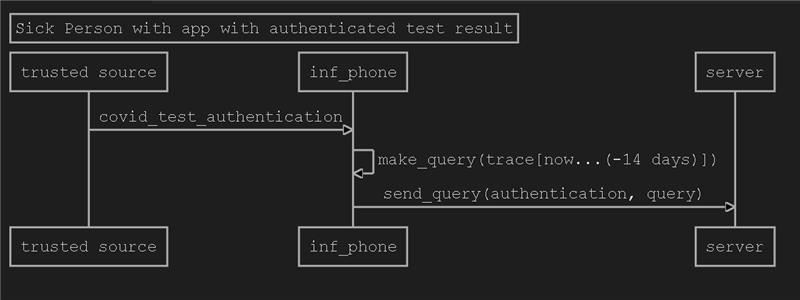 Sick Person with app with authenticated test result
trusted source
inf_phone
server
covid_test_authentication
make_query(trace[now...(-14 days)])
send_query(authentication, query)
trusted source
inf_phone
server